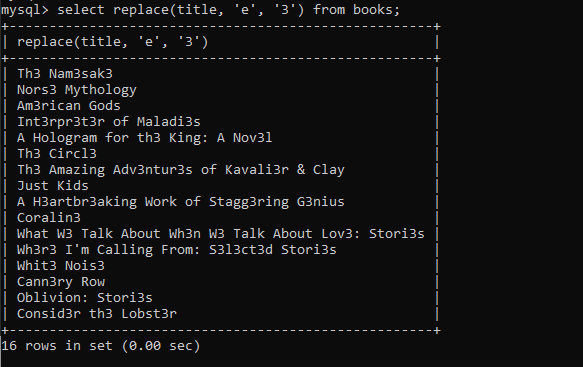 mysql> select replace(title, 'e', '3') from books;
+----------------------------------------------------+
| replace(title, 'e', '3')                           |
+----------------------------------------------------+
| Th3 Nam3sak3                                       |
| Nors3 Mythology                                    |
| Am3rican Gods                                      |
| Int3rpr3t3r of Maladi3s                            |
| A Hologram for th3 King: A Nov3l                   |
| Th3 Circl3                                         |
| Th3 Amazing Adv3ntur3s of Kavali3r & Clay          |
| Just Kids                                          |
| A H3artbr3aking Work of Stagg3ring G3nius          |
| Coralin3                                           |
| What W3 Talk About Wh3n W3 Talk About Lov3: Stori3s |
| Wh3r3 I'm Calling From: S3l3ct3d Stori3s           |
| Whit3 Nois3                                        |
| Cann3ry Row                                        |
| Oblivion: Stori3s                                  |
| Consid3r th3 Lobst3r                               |
+----------------------------------------------------+
16 rows in set (0.00 sec)